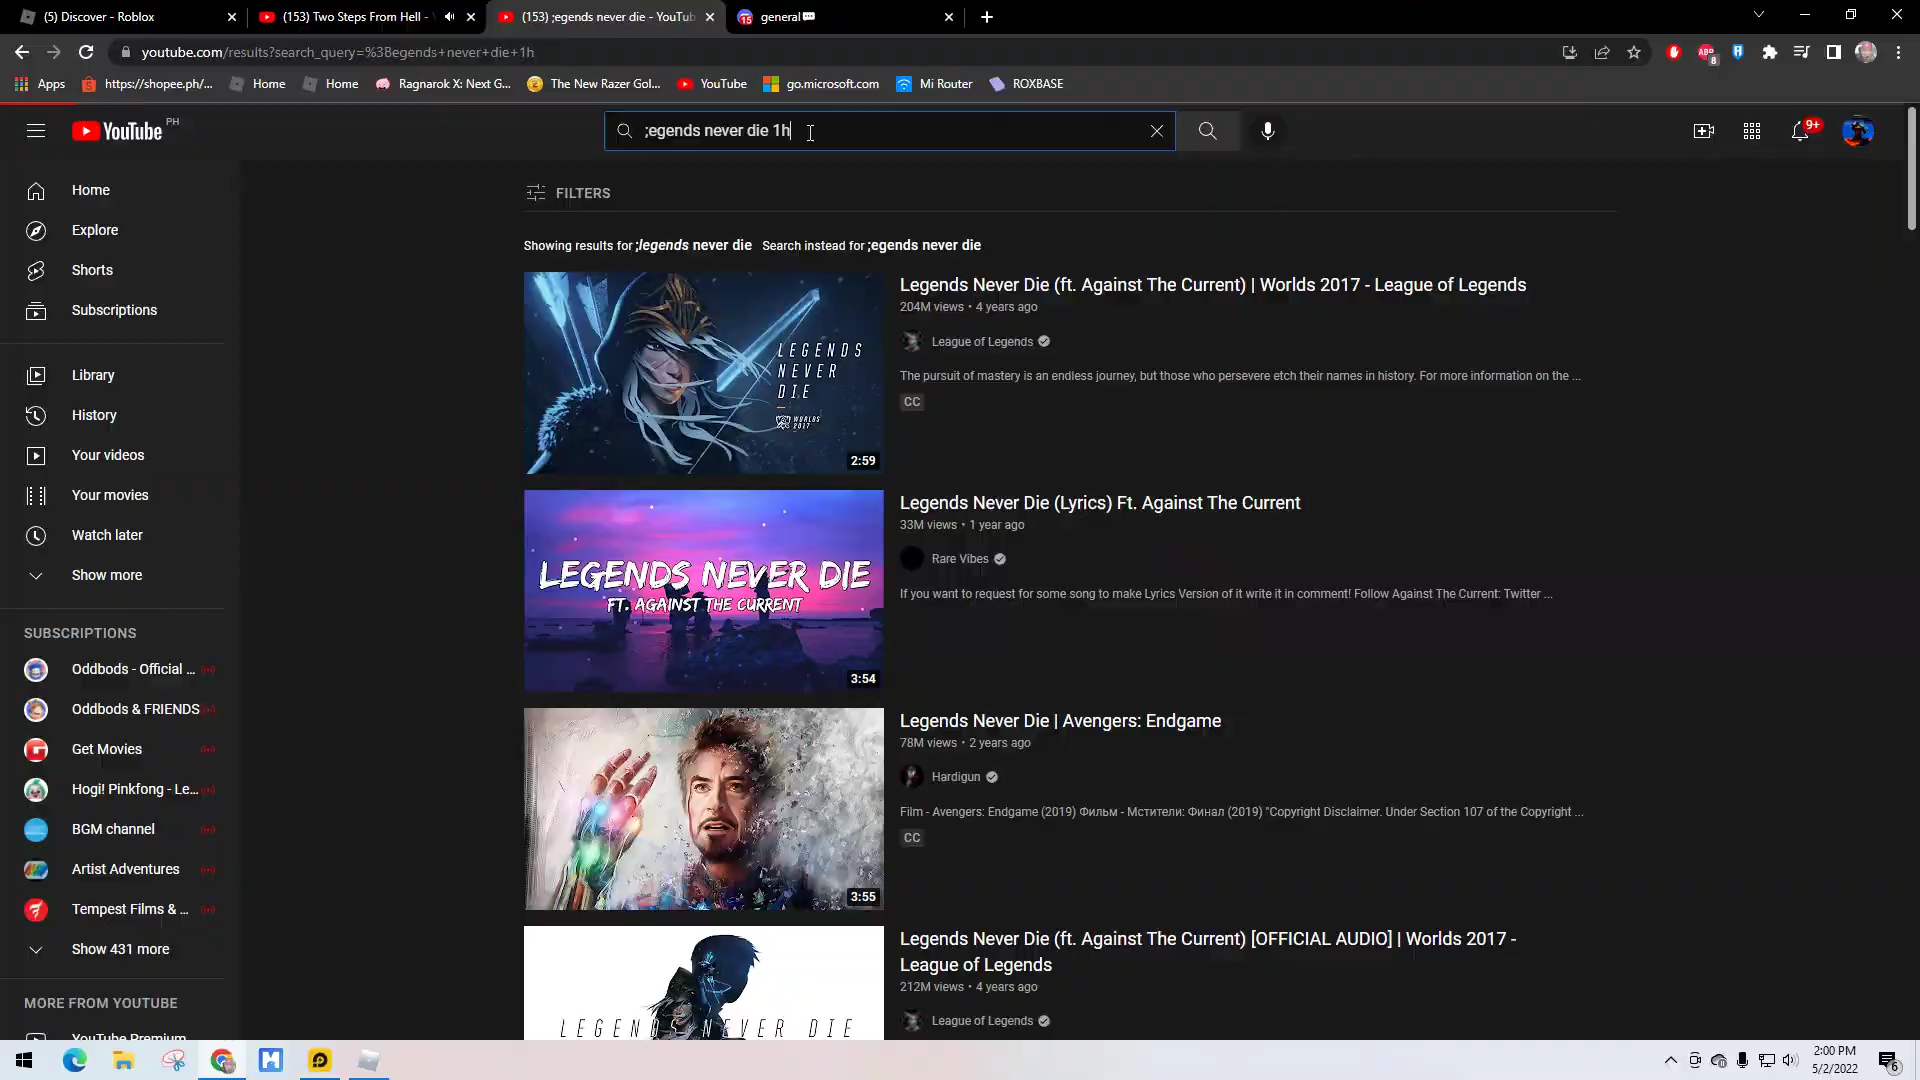 (5) Discover - Roblox
(153) Two Steps From Hell -
(153) ;egends never die - YouTub
15 general
youtube.com/results?search_query=%3Begends+never+die+1h
ABP 8
Apps
https://shopee.ph/...
Home
Home
Ragnarok X: Next G...
The New Razer Gol...
YouTube
go.microsoft.com
Mi Router
ROXBASE
YouTube PH
;egends never die 1h
9+
Home
Explore
Shorts
Subscriptions
Library
History
Your videos
Your movies
Watch later
Show more
SUBSCRIPTIONS
Oddbods - Official ...
Oddbods & FRIENDS
Get Movies
Hogi! Pinkfong - Le...
BGM channel
Artist Adventures
Tempest Films & ...
Show 431 more
MORE FROM YOUTUBE
YouTube Premium
FILTERS
Showing results for ;legends never die Search instead for ;egends never die
LEGENDS
NEVER
DIE
WORLDS
2017
2:59
Legends Never Die (ft. Against The Current) | Worlds 2017 - League of Legends
204M views • 4 years ago
League of Legends
The pursuit of mastery is an endless journey, but those who persevere etch their names in history. For more information on the ...
CC
LEGENDS NEVER DIE
FT. AGAINST THE CURRENT
3:54
Legends Never Die (Lyrics) Ft. Against The Current
33M views • 1 year ago
Rare Vibes
If you want to request for some song to make Lyrics Version of it write it in comment! Follow Against The Current: Twitter ...
3:55
Legends Never Die | Avengers: Endgame
78M views • 2 years ago
Hardigun
Film - Avengers: Endgame (2019) Фильм - Мстители: Финал (2019) "Copyright Disclaimer. Under Section 107 of the Copyright ...
CC
LEGENDS NEVER DIE
Legends Never Die (ft. Against The Current) [OFFICIAL AUDIO] | Worlds 2017 -
League of Legends
212M views • 4 years ago
League of Legends
2:00 PM
5/2/2022
6